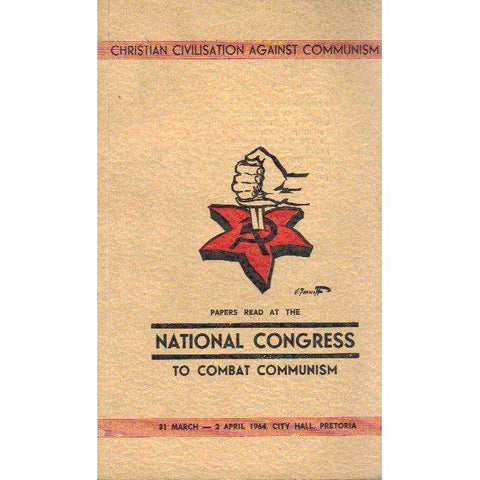 CHRISTIAN CIVILISATION AGAINST COMMUNISM
PAPERS READ AT THE
NATIONAL CONGRESS
TO COMBAT COMMUNISM
31 MARCH — 2 APRIL 1964, CITY HALL, PRETORIA